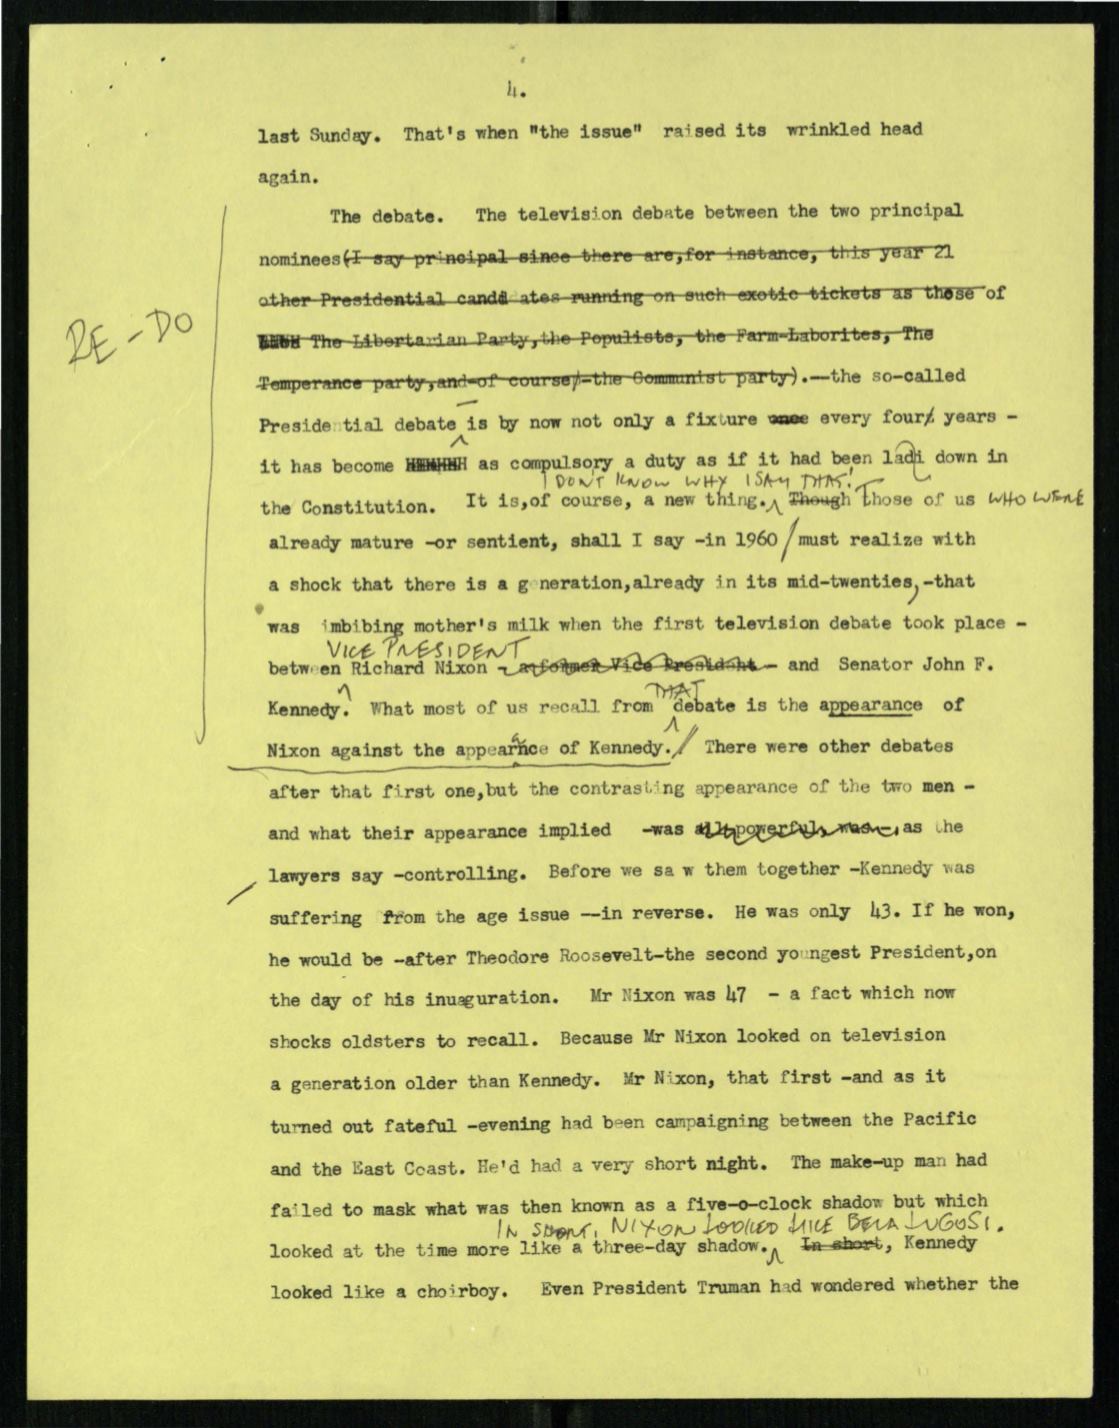 4.
last Sunday. That's when "the issue" raised its wrinkled head
again.
The debate. The television debate between the two principal
nominees(I say principal since there are,for instance, this year 21
other Presidential candi ates running on such exotic tickets as those of
The Libertarian Party,the Populists, the Farm-Laborites, The
Temperance party,and-of course/-the Communist party).--the so-called
RE-DO
Presidential debate is by now not only a fixture once every four/ years -
it has become as compulsory a duty as if it had been ladi down in
I DON'T KNOW WHY I SAY THAT!
the Constitution. It is,of course, a new thing. Though those of us WHO WERE
already mature -or sentient, shall I say -in 1960 / must realize with
a shock that there is a g neration,already in its mid-twenties,-that
was imbibing mother's milk when the first television debate took place -
VICE PRESIDENT
between Richard Nixon - a former Vice President - and Senator John F.
THAT
Kennedy. What most of us recall from debate is the appearance of
Nixon against the appearnce of Kennedy.// There were other debates
after that first one,but the contrasting appearance of the two men -
and what their appearance implied -was all powerful, was -, as the
lawyers say -controlling. Before we sa w them together -Kennedy was
suffering from the age issue --in reverse. He was only 43. If he won,
he would be -after Theodore Roosevelt-the second youngest President,on
the day of his inuaguration. Mr Nixon was 47 - a fact which now
shocks oldsters to recall. Because Mr Nixon looked on television
a generation older than Kennedy. Mr Nixon, that first -and as it
turned out fateful -evening had been campaigning between the Pacific
and the East Coast. He'd had a very short night. The make-up man had
failed to mask what was then known as a five-o-clock shadow but which
IN SHORT, NIXON LOOKED LIKE BELA LUGOSI.
looked at the time more like a three-day shadow. In short, Kennedy
looked like a choirboy. Even President Truman had wondered whether the